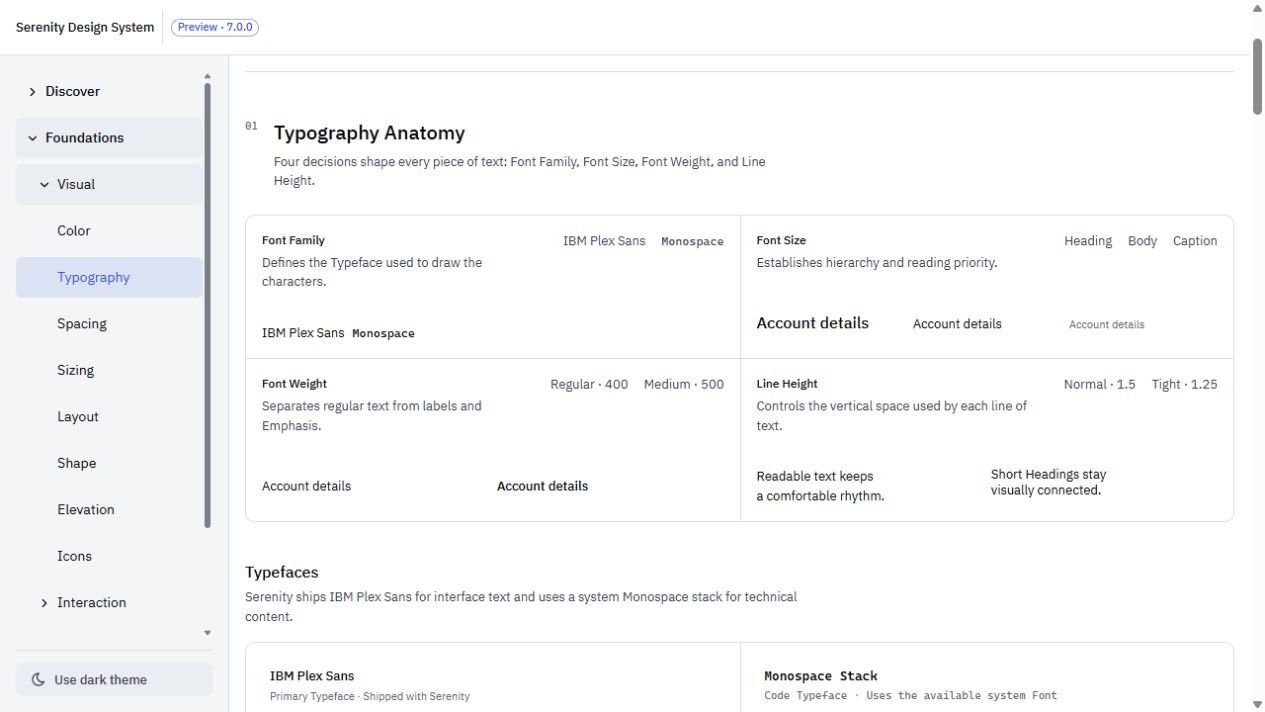 Serenity Design System
Preview · 7.0.0
Discover
Foundations
Visual
Color
Typography
Spacing
Sizing
Layout
Shape
Elevation
Icons
Interaction
Use dark theme
01
Typography Anatomy
Four decisions shape every piece of text: Font Family, Font Size, Font Weight, and Line
Height.
Font Family
IBM Plex Sans Monospace
Defines the Typeface used to draw the
characters.
IBM Plex Sans Monospace
Font Size
Heading Body Caption
Establishes hierarchy and reading priority.
Account details Account details Account details
Font Weight
Regular · 400 Medium · 500
Separates regular text from labels and
Emphasis.
Account details Account details
Line Height
Normal · 1.5 Tight · 1.25
Controls the vertical space used by each line of
text.
Readable text keeps
a comfortable rhythm.
Short Headings stay
visually connected.
Typefaces
Serenity ships IBM Plex Sans for interface text and uses a system Monospace stack for technical
content.
IBM Plex Sans
Primary Typeface · Shipped with Serenity
Monospace Stack
Code Typeface · Uses the available system Font